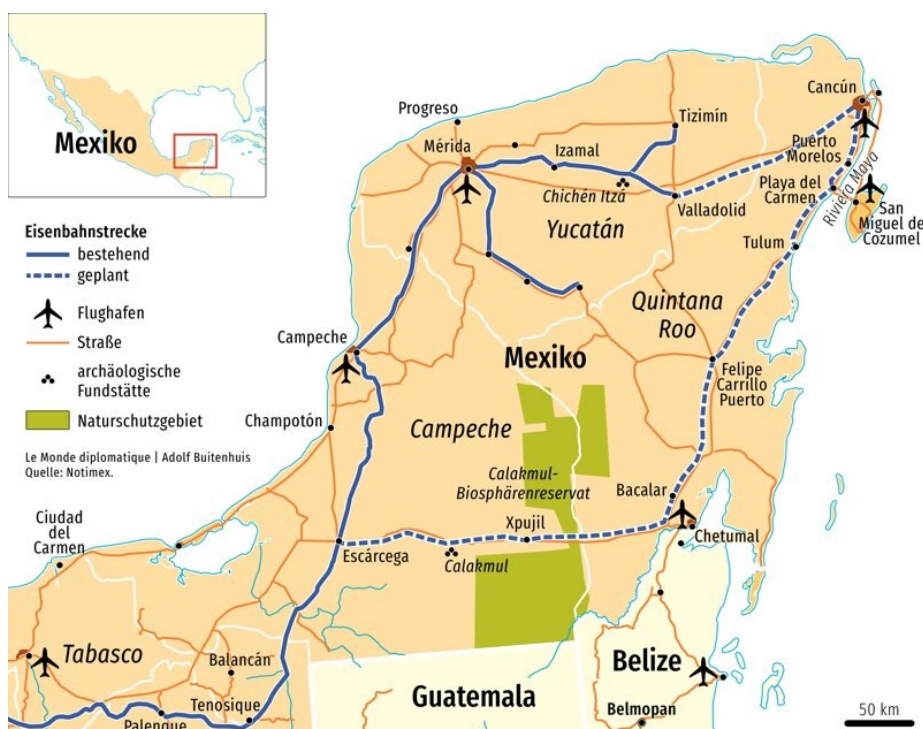 Mexiko
Eisenbahnstrecke
bestehend
geplant
Flughafen
Straße
archäologische
Fundstätte
Naturschutzgebiet
Le Monde diplomatique | Adolf Buitenhuis
Quelle: Notimex.
Progreso
Mérida
Izamal
Tizimín
Cancún
Puerto
Morelos
Chichén Itzá
Valladolid
Playa del
Carmen
Riviera Maya
San
Miguel de
Cozumel
Yucatán
Tulum
Quintana
Roo
Campeche
Mexiko
Felipe
Carrillo
Puerto
Champotón
Campeche
Calakmul-
Biosphärenreservat
Bacalar
Xpujil
Chetumal
Ciudad
del
Carmen
Escárcega
Calakmul
Tabasco
Balancán
Tenosique
Palenque
Guatemala
Belize
Belmopan
50 km